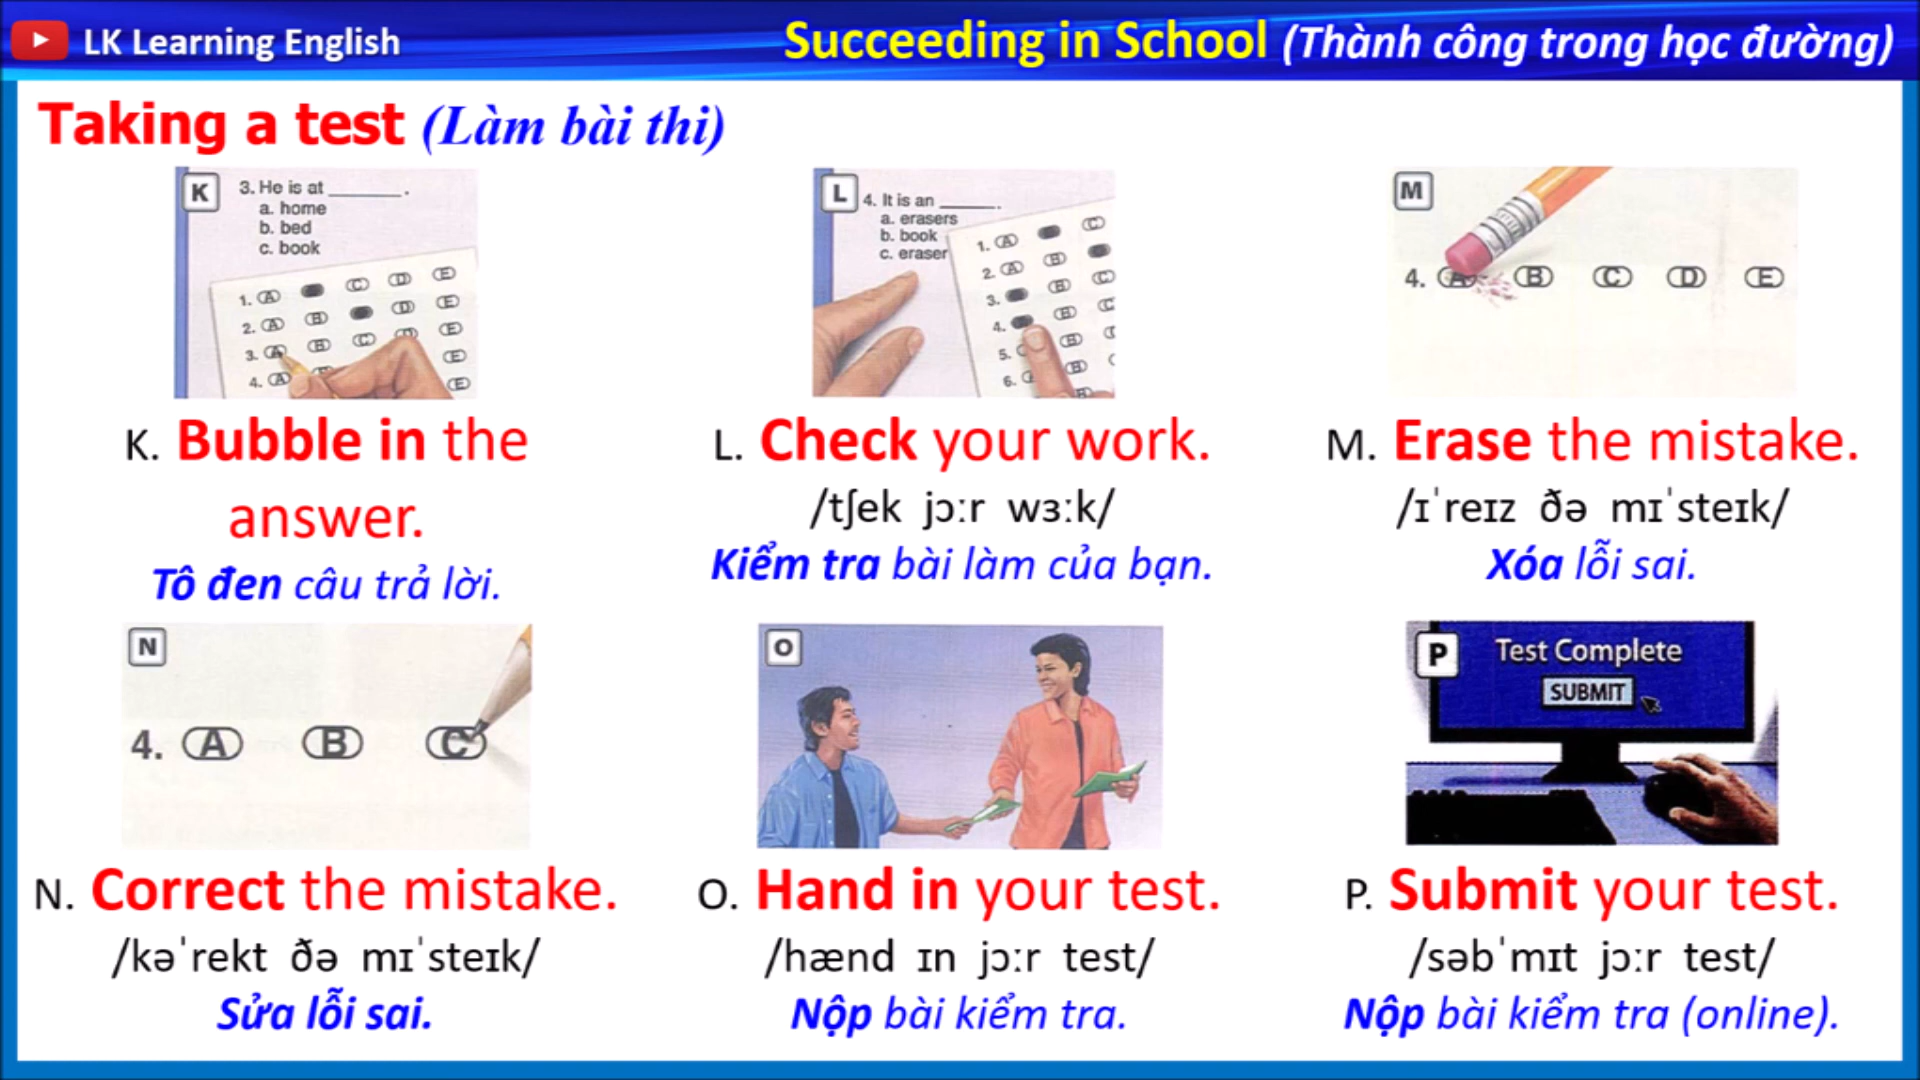 LK Learning English
Succeeding in School (Thành công trong học đường)
Taking a test (Làm bài thi)
K
3. He is at ________ .
a. home
b. bed
c. book
1. A C D E
2. A B D E
3. A B C D E
4. A E
L
4. It is an ______.
a. erasers
b. book
c. eraser
1. A C
2. A B
3. B C
4. B C
5. B
6. B
B
M
4. A B C D E
K. Bubble in the
answer.
Tô đen câu trả lời.
L. Check your work.
/tʃek jɔːr wɜːk/
Kiểm tra bài làm của bạn.
M. Erase the mistake.
/ɪˈreɪz ðə mɪˈsteɪk/
Xóa lỗi sai.
N
4. A B C
O
P
Test Complete
SUBMIT
N. Correct the mistake.
/kəˈrekt ðə mɪˈsteɪk/
Sửa lỗi sai.
O. Hand in your test.
/hænd ɪn jɔːr test/
Nộp bài kiểm tra.
P. Submit your test.
/səbˈmɪt jɔːr test/
Nộp bài kiểm tra (online).